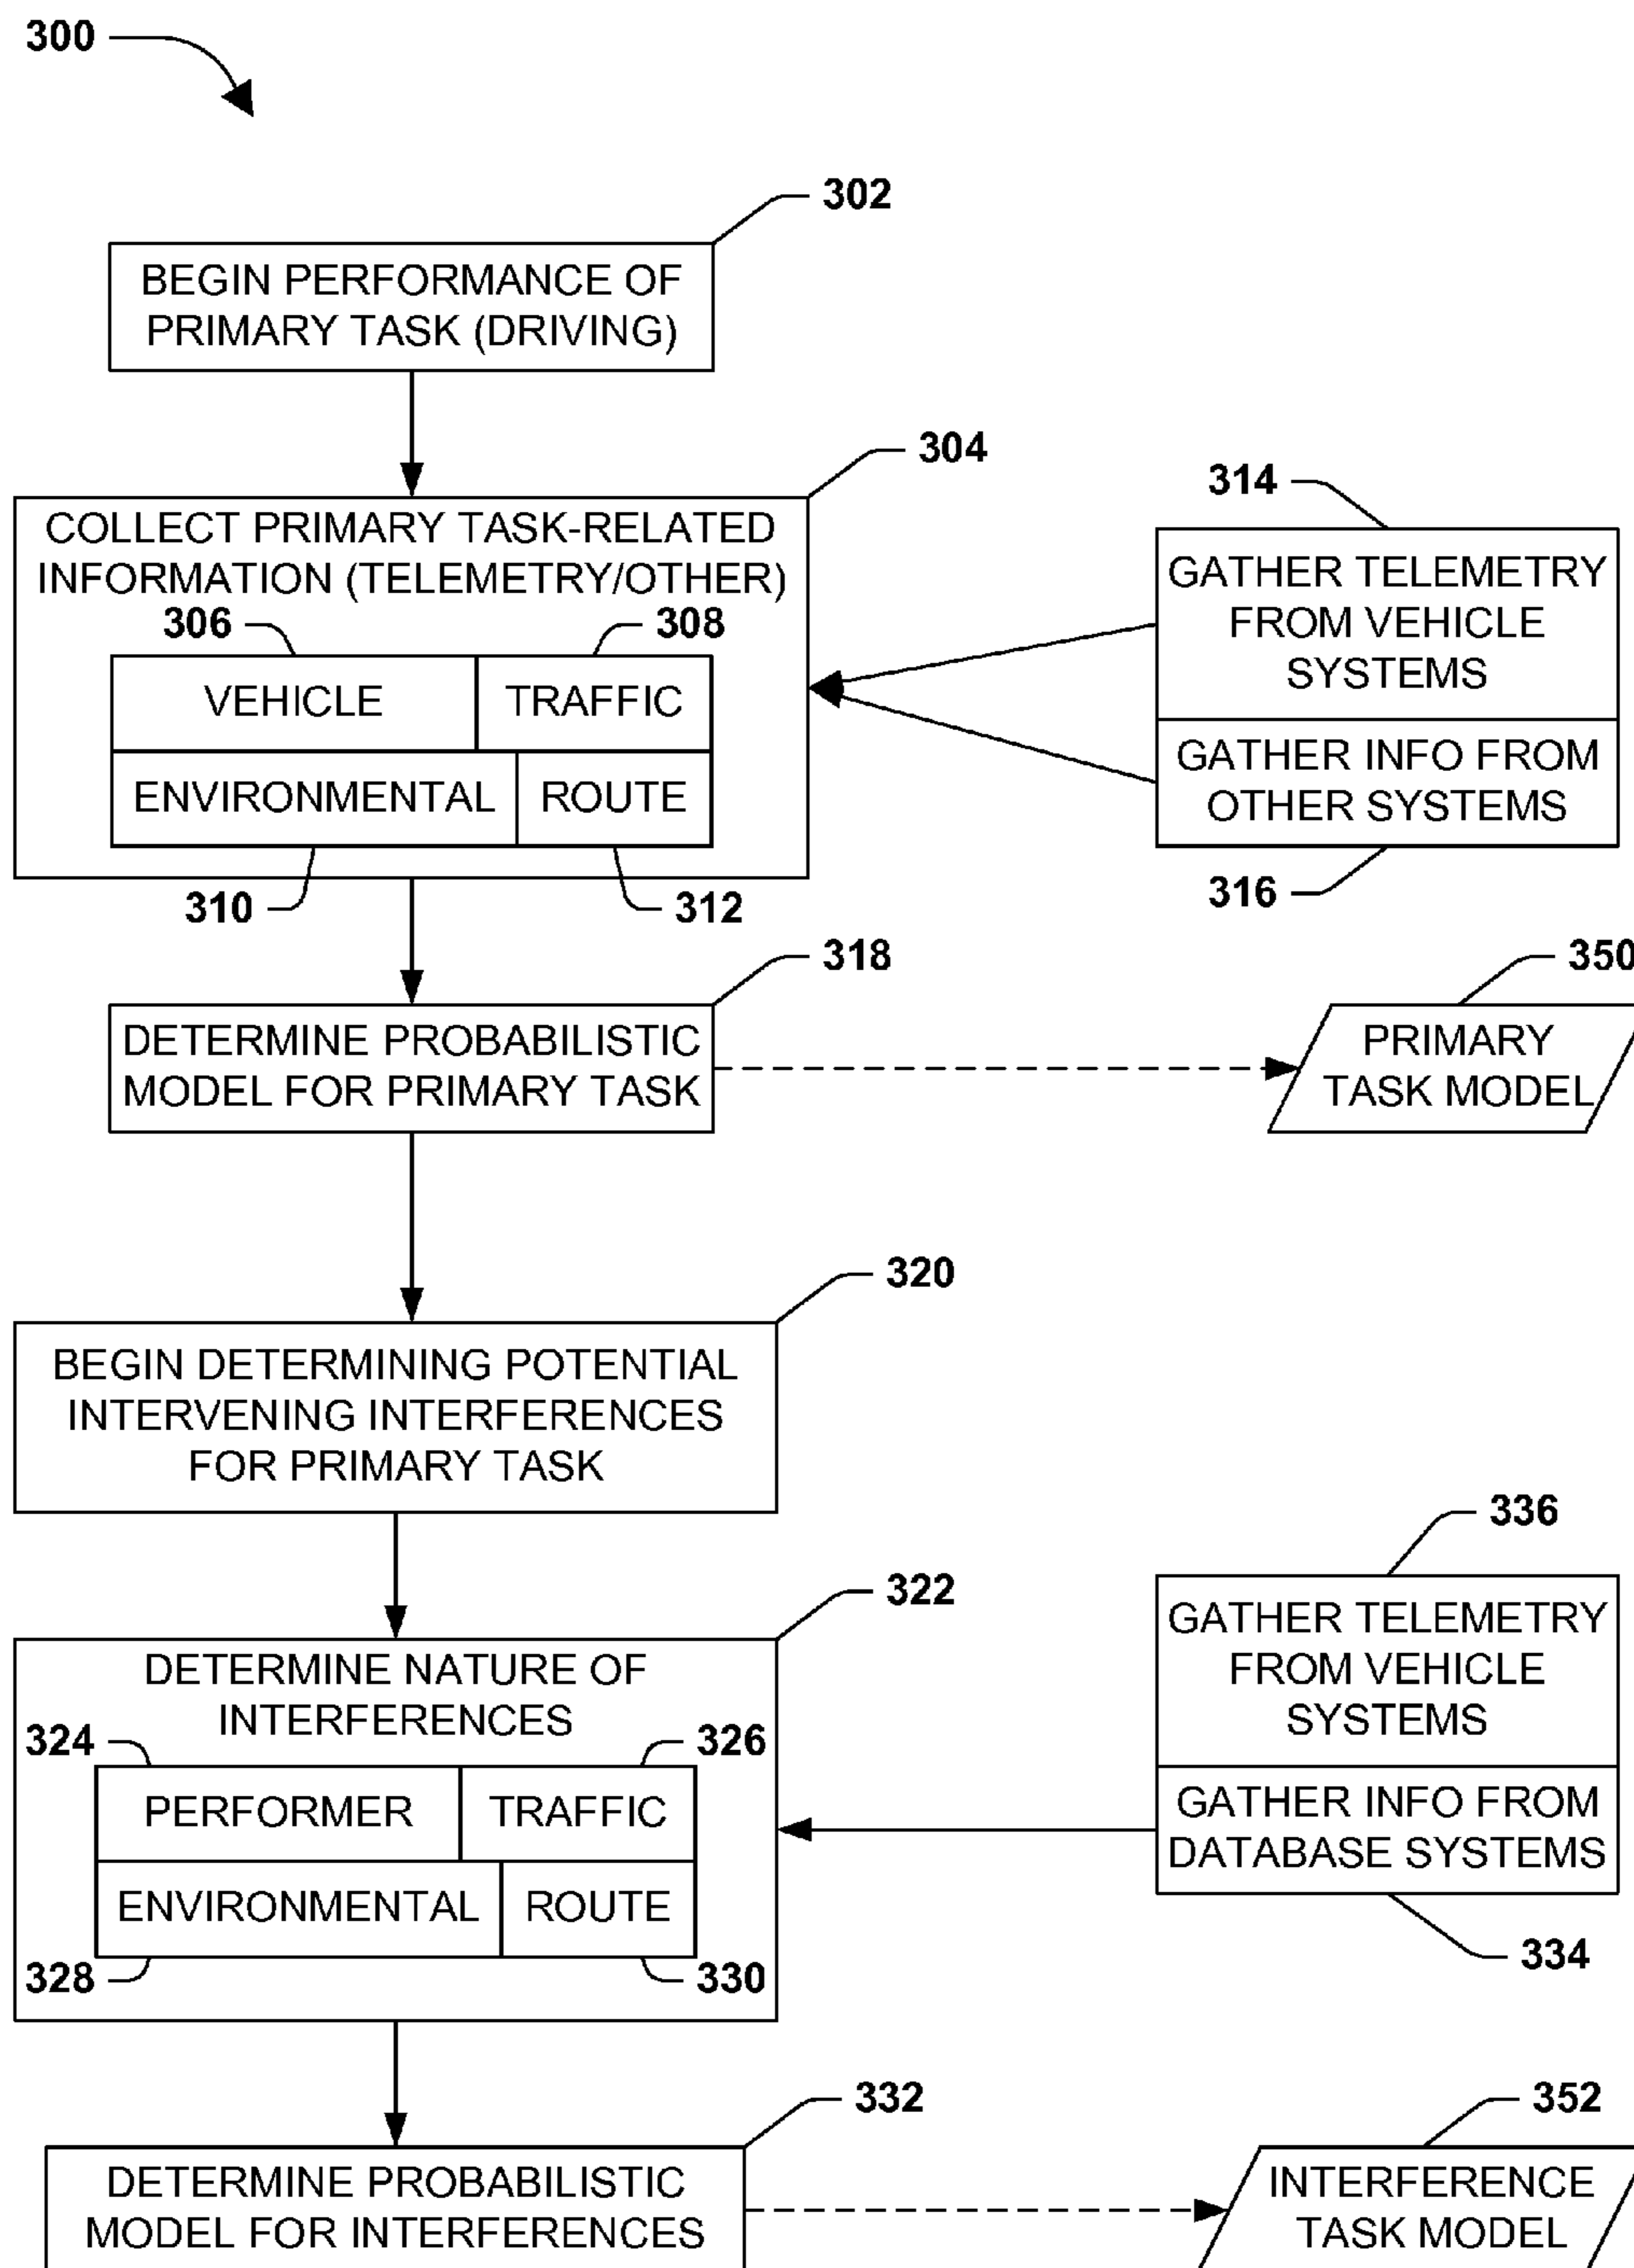 300
302
BEGIN PERFORMANCE OF
PRIMARY TASK (DRIVING)
304
COLLECT PRIMARY TASK-RELATED
INFORMATION (TELEMETRY/OTHER)
306
308
VEHICLE
TRAFFIC
ENVIRONMENTAL
ROUTE
310
312
314
GATHER TELEMETRY
FROM VEHICLE
SYSTEMS
GATHER INFO FROM
OTHER SYSTEMS
316
318
DETERMINE PROBABILISTIC
MODEL FOR PRIMARY TASK
350
PRIMARY
TASK MODEL
320
BEGIN DETERMINING POTENTIAL
INTERVENING INTERFERENCES
FOR PRIMARY TASK
322
DETERMINE NATURE OF
INTERFERENCES
324
326
PERFORMER
TRAFFIC
ENVIRONMENTAL
ROUTE
328
330
336
GATHER TELEMETRY
FROM VEHICLE
SYSTEMS
GATHER INFO FROM
DATABASE SYSTEMS
334
332
DETERMINE PROBABILISTIC
MODEL FOR INTERFERENCES
352
INTERFERENCE
TASK MODEL